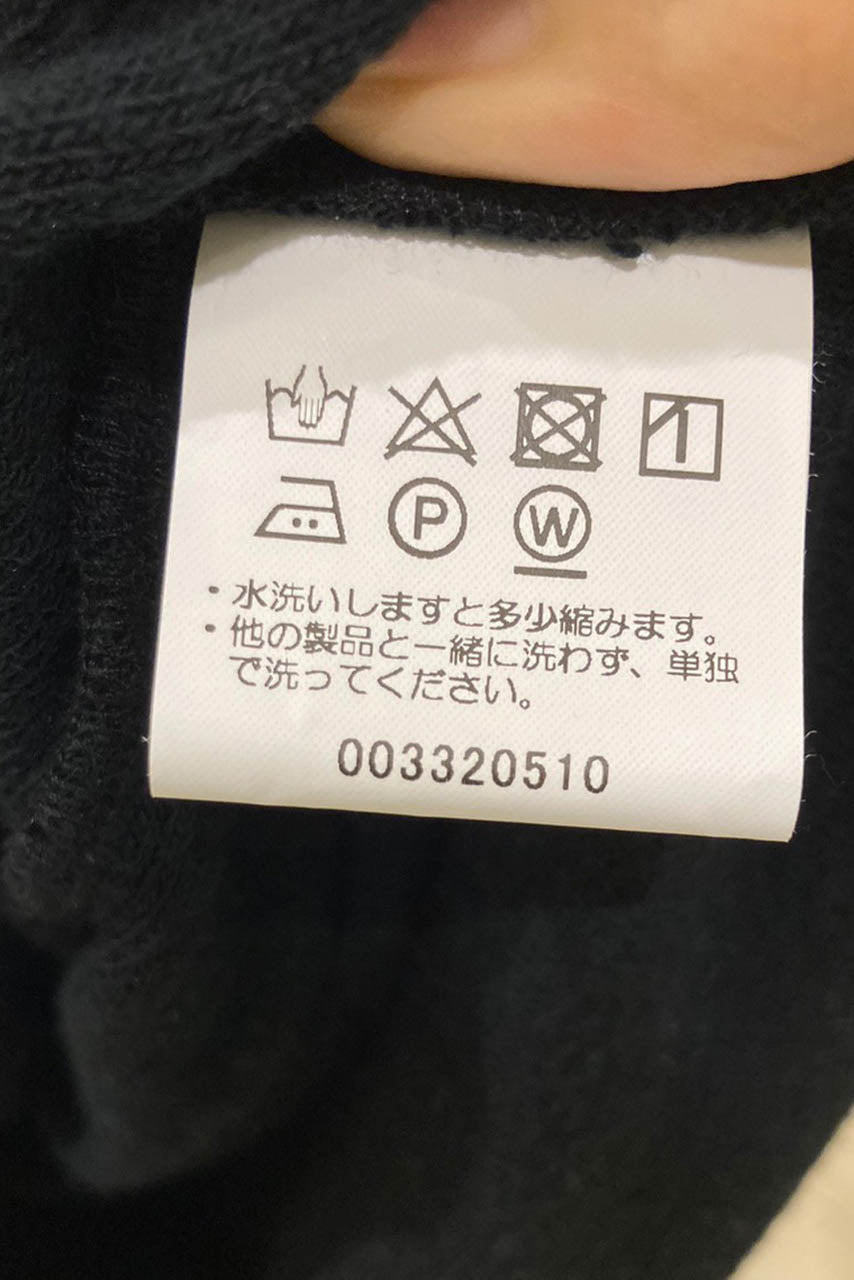 P W
・水洗いしますと多少縮みます。
・他の製品と一緒に洗わず、単独
で洗ってください。
003320510